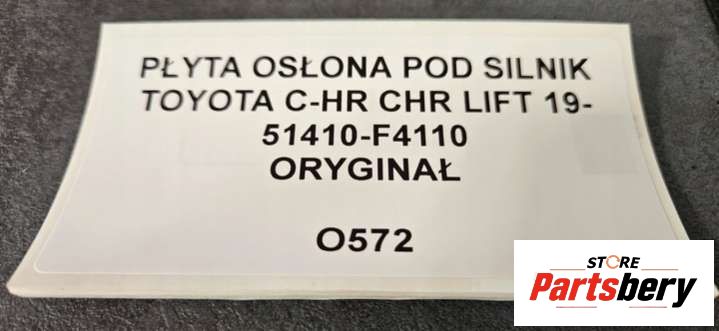 PŁYTA OSŁONA POD SILNIK
TOYOTA C-HR CHR LIFT 19-
51410-F4110
ORYGINAŁ
O572
STORE
Partsbery